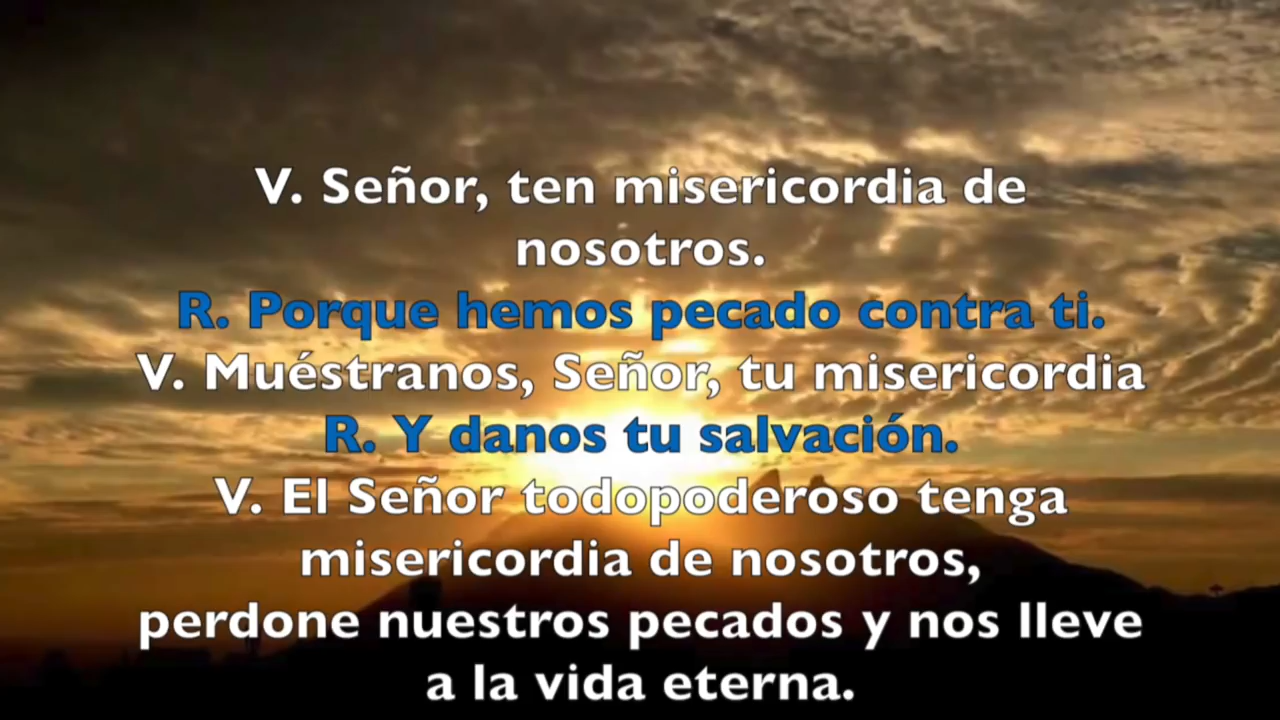 V. Señor, ten misericordia de
nosotros.
R. Porque hemos pecado contra ti.
V. Muéstranos, Señor, tu misericordia
R. Y danos tu salvación.
V. El Señor todopoderoso tenga
misericordia de nosotros,
perdone nuestros pecados y nos lleve
a la vida eterna.